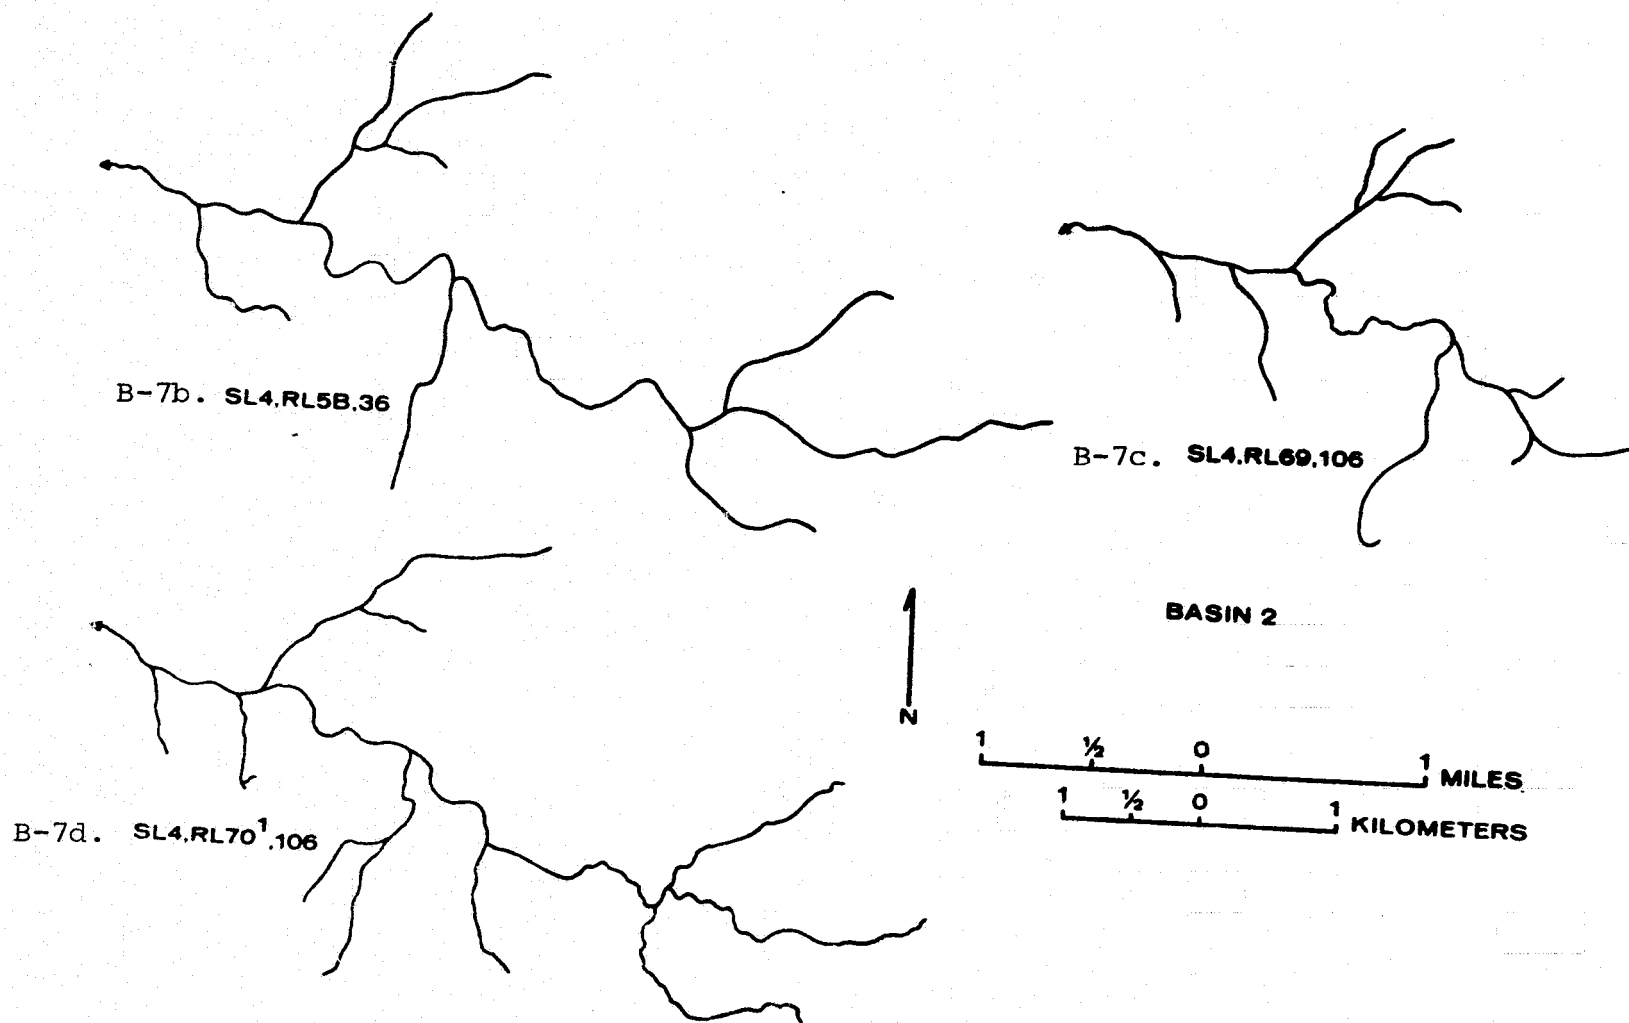 B-7b. SL4,RL5B,36
B-7c. SL4,RL69,106
BASIN 2
N
1 ½ 0 1 MILES
1 ½ 0 1 KILOMETERS
B-7d. SL4,RL70¹,106